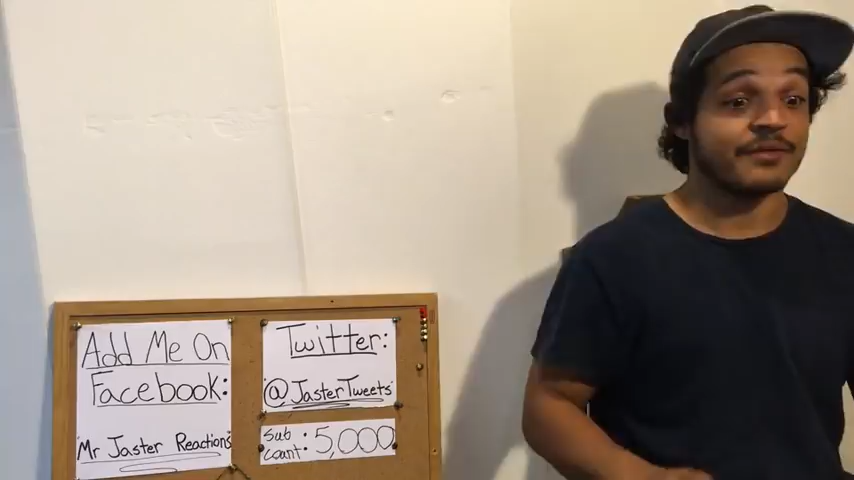 Add Me On
Facebook:
Mr Jaster Reactions
Twitter:
@JasterTweets
Sub
Count: 5,000